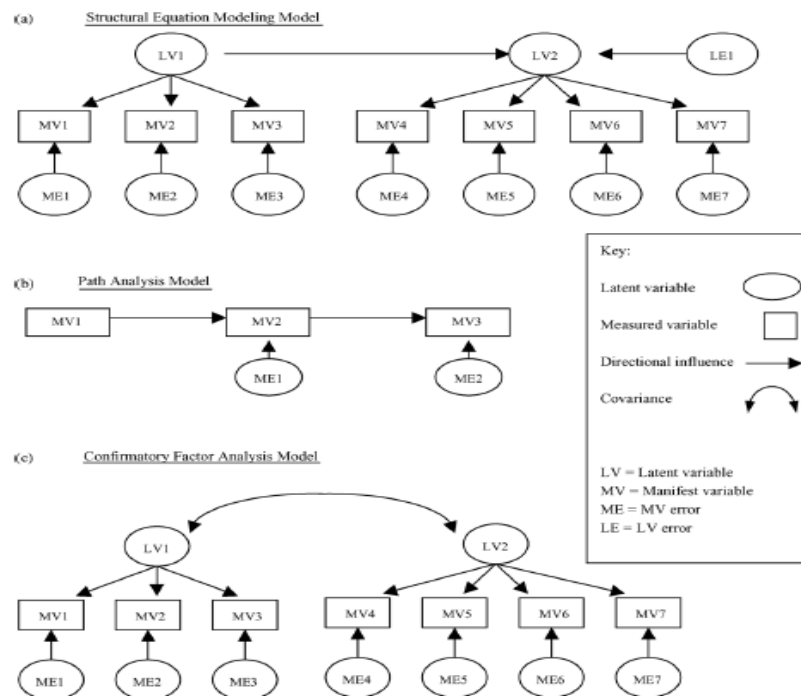 (a) Structural Equation Modeling Model
LV1 LV2 LE1
MV1 MV2 MV3 MV4 MV5 MV6 MV7
ME1 ME2 ME3 ME4 ME5 ME6 ME7
(b) Path Analysis Model
MV1 MV2 MV3
ME1 ME2
Key:
Latent variable
Measured variable
Directional influence
Covariance
LV = Latent variable
MV = Manifest variable
ME = MV error
LE = LV error
(c) Confirmatory Factor Analysis Model
LV1 LV2
MV1 MV2 MV3 MV4 MV5 MV6 MV7
ME1 ME2 ME3 ME4 ME5 ME6 ME7